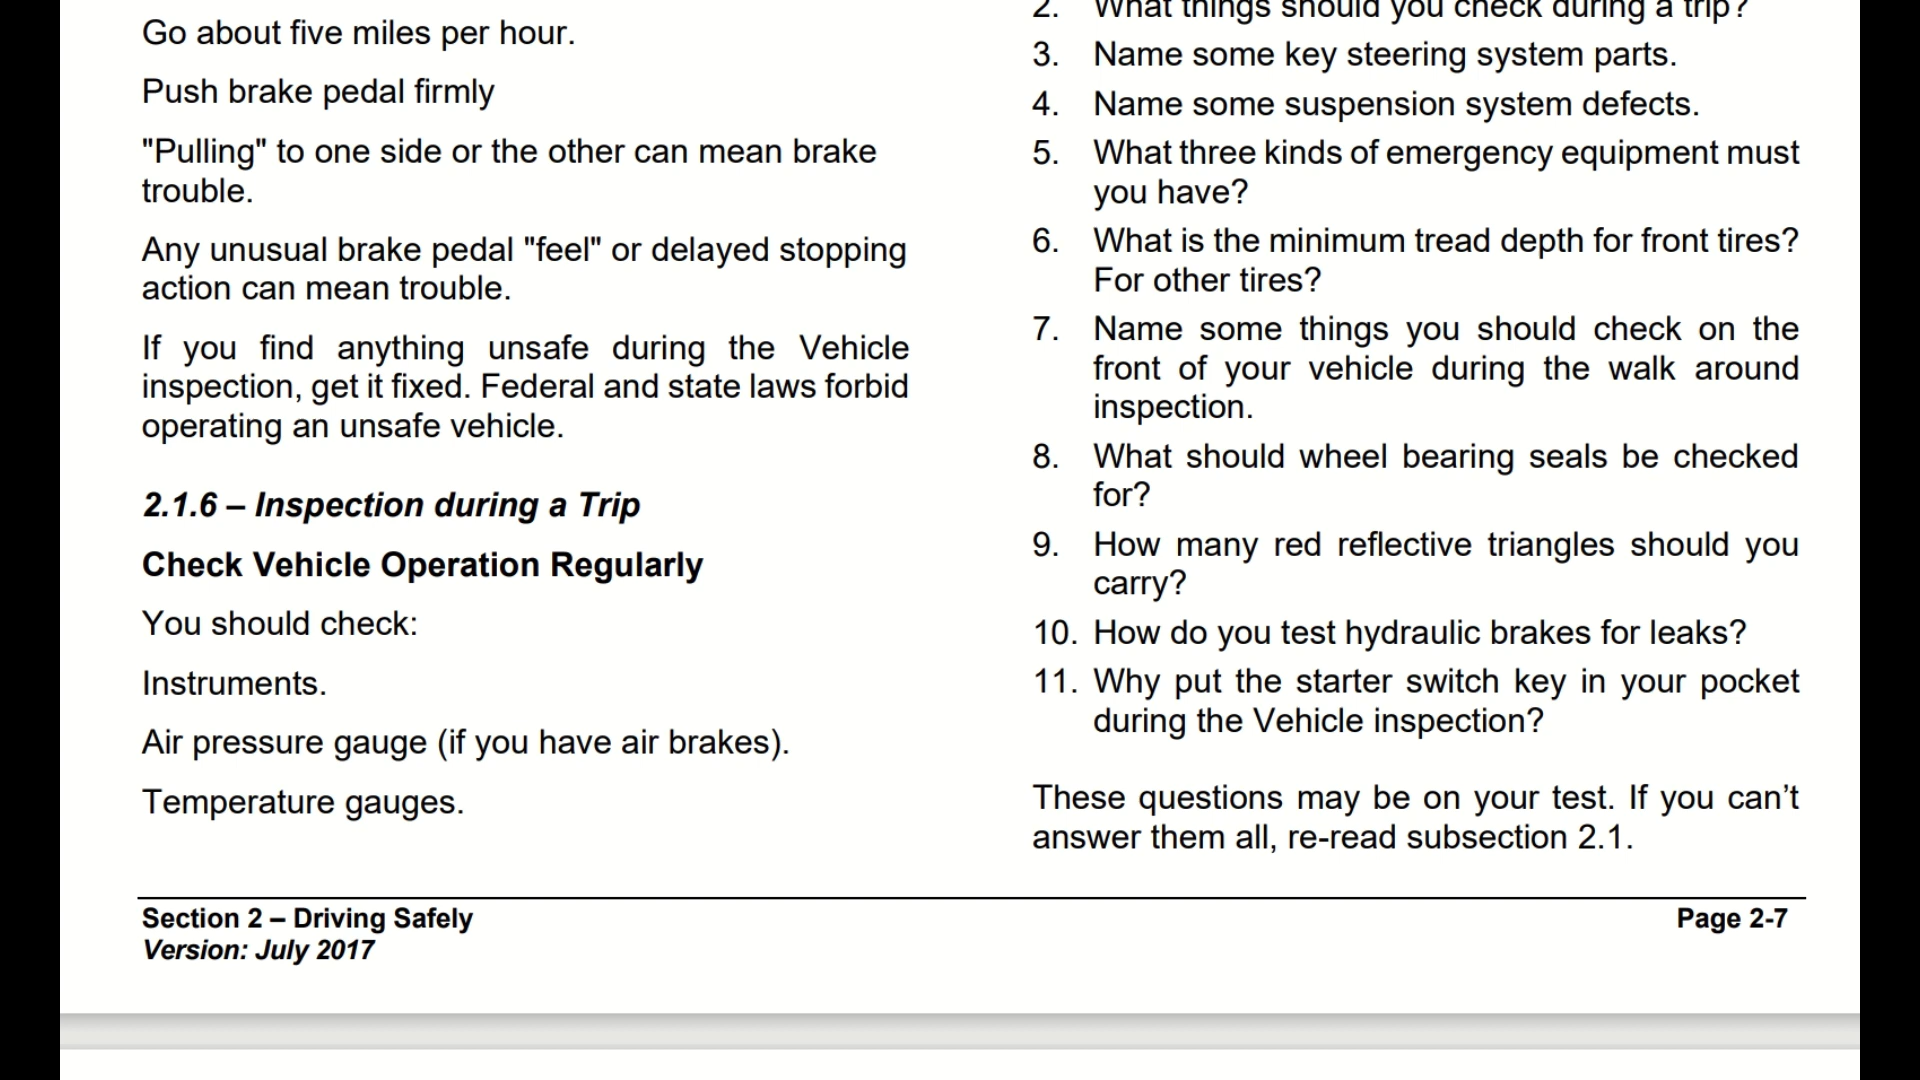 Go about five miles per hour.
Push brake pedal firmly
"Pulling" to one side or the other can mean brake
trouble.
Any unusual brake pedal "feel" or delayed stopping
action can mean trouble.
If you find anything unsafe during the Vehicle
inspection, get it fixed. Federal and state laws forbid
operating an unsafe vehicle.
2.1.6 – Inspection during a Trip
Check Vehicle Operation Regularly
You should check:
Instruments.
Air pressure gauge (if you have air brakes).
Temperature gauges.
2. What things should you check during a trip?
3. Name some key steering system parts.
4. Name some suspension system defects.
5. What three kinds of emergency equipment must
you have?
6. What is the minimum tread depth for front tires?
For other tires?
7. Name some things you should check on the
front of your vehicle during the walk around
inspection.
8. What should wheel bearing seals be checked
for?
9. How many red reflective triangles should you
carry?
10. How do you test hydraulic brakes for leaks?
11. Why put the starter switch key in your pocket
during the Vehicle inspection?
These questions may be on your test. If you can’t
answer them all, re-read subsection 2.1.
Section 2 – Driving Safely
Page 2-7
Version: July 2017